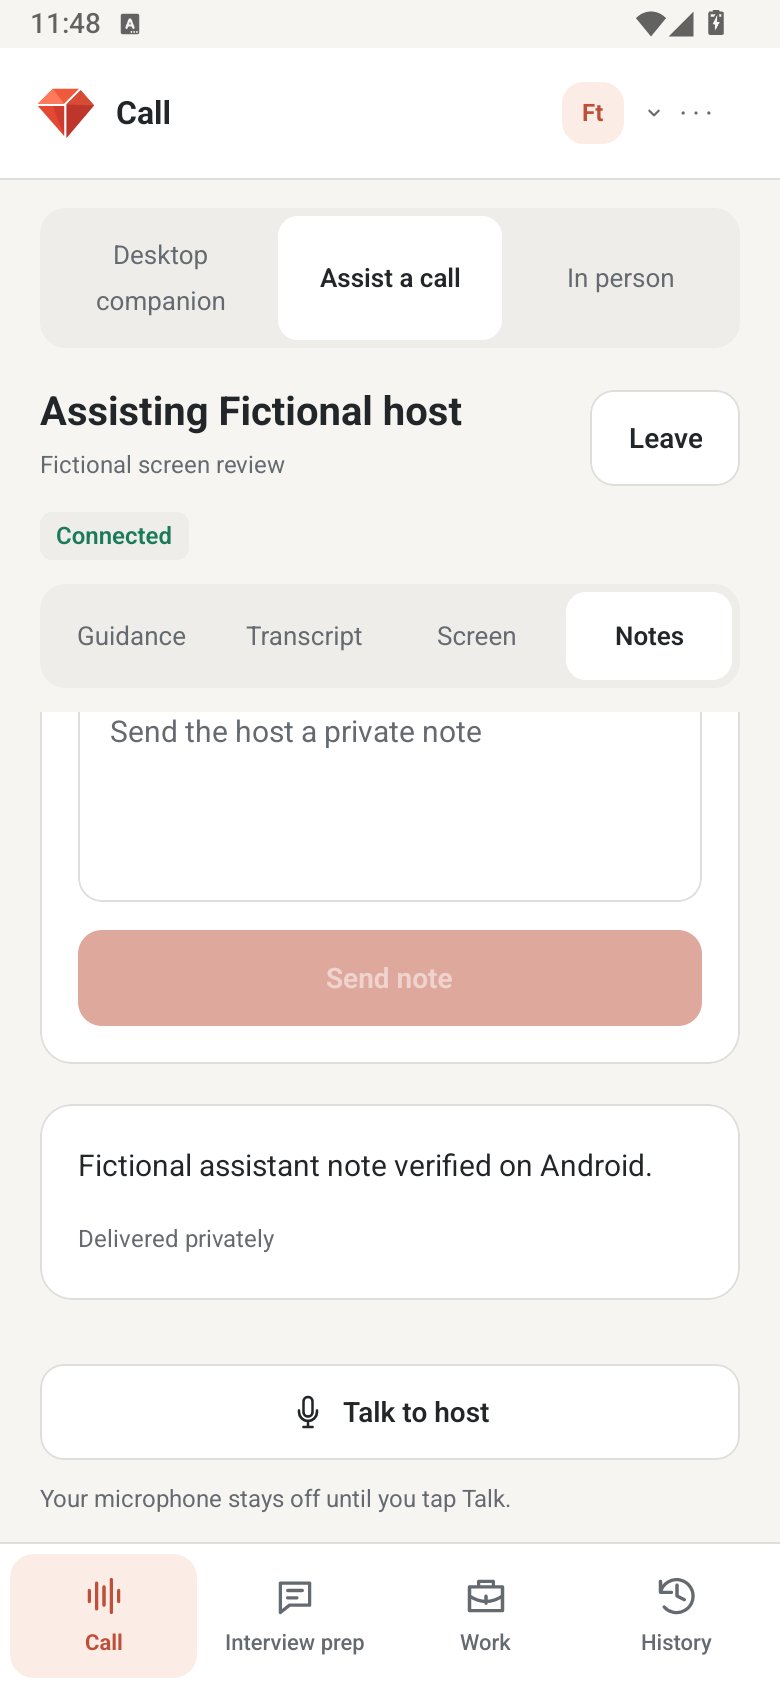 11:48
A
Call
Ft
Desktop
companion
Assist a call
In person
Assisting Fictional host
Leave
Fictional screen review
Connected
Guidance
Transcript
Screen
Notes
Send the host a private note
Send note
Fictional assistant note verified on Android.
Delivered privately
Talk to host
Your microphone stays off until you tap Talk.
Call
Interview prep
Work
History